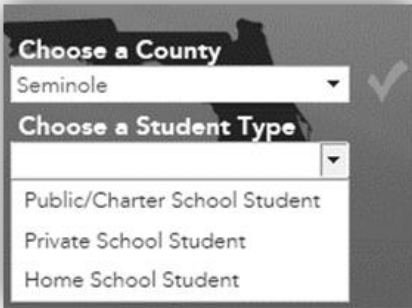 Choose a County
Seminole
Choose a Student Type
Public/Charter School Student
Private School Student
Home School Student